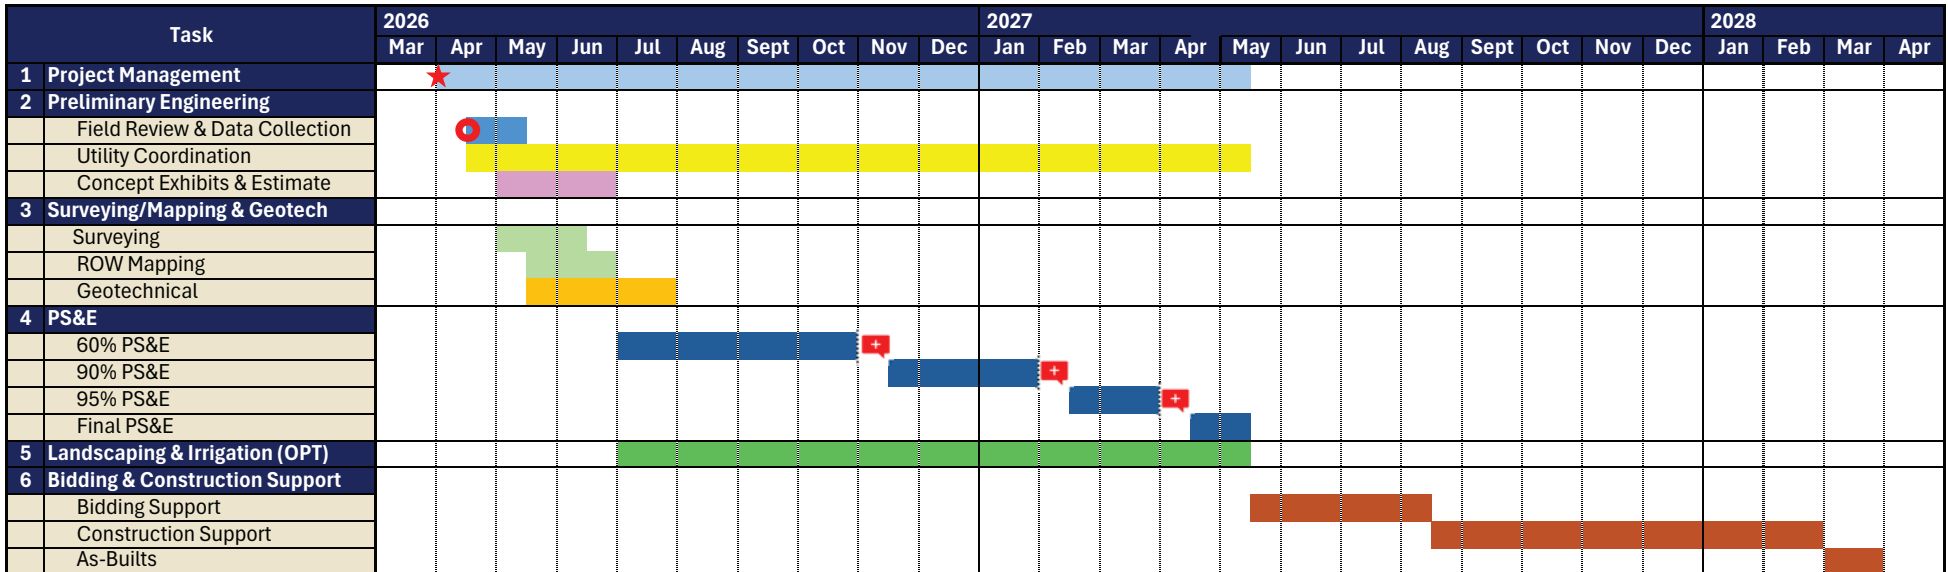 Task
2026 2027 2028
Mar Apr May Jun Jul Aug Sept Oct Nov Dec Jan Feb Mar Apr May Jun Jul Aug Sept Oct Nov Dec Jan Feb Mar Apr
1 Project Management
2 Preliminary Engineering
Field Review & Data Collection
Utility Coordination
Concept Exhibits & Estimate
3 Surveying/Mapping & Geotech
Surveying
ROW Mapping
Geotechnical
4 PS&E
60% PS&E
90% PS&E
95% PS&E
Final PS&E
5 Landscaping & Irrigation (OPT)
6 Bidding & Construction Support
Bidding Support
Construction Support
As-Builts